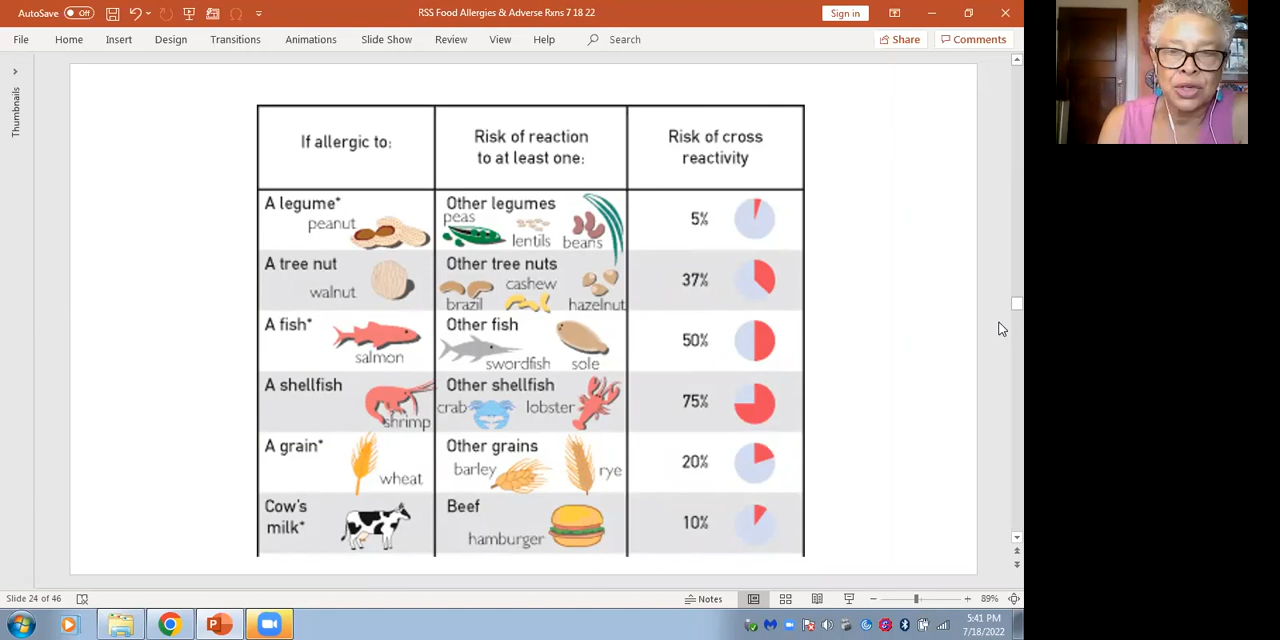 AutoSave Off
RSS Food Allergies & Adverse Rxns 7 18 22
Sign in
File Home Insert Design Transitions Animations Slide Show Review View Help Search Share Comments
Thumbnails
If allergic to: Risk of reaction to at least one: Risk of cross reactivity
A legume*
peanut
Other legumes
peas
lentils
beans
5%
A tree nut
walnut
Other tree nuts
cashew
brazil
hazelnut
37%
A fish*
salmon
Other fish
swordfish
sole
50%
A shellfish
shrimp
Other shellfish
crab
lobster
75%
A grain*
wheat
Other grains
barley
rye
20%
Cow's
milk*
Beef
hamburger
10%
Slide 24 of 46
Notes
89%
5:41 PM
7/18/2022